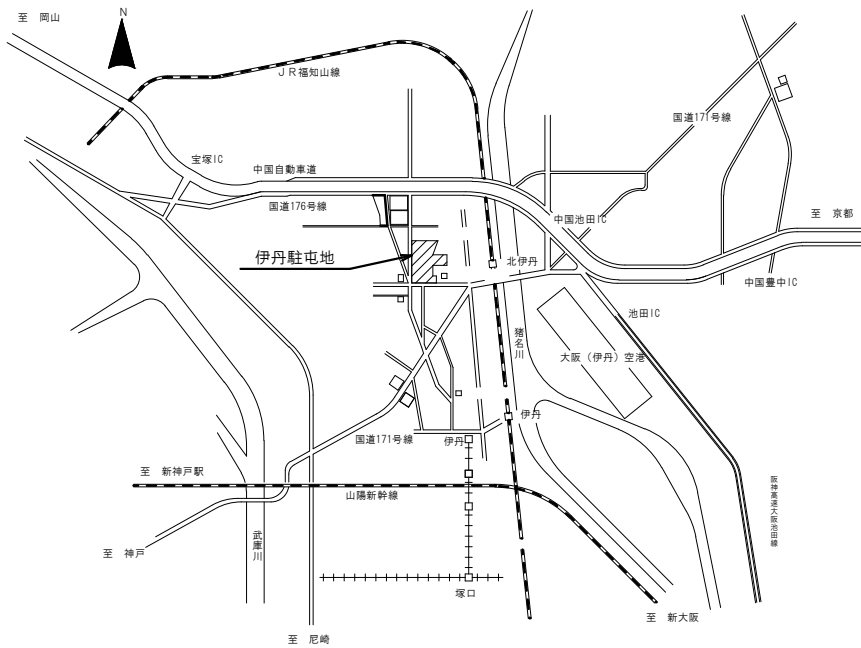 至　岡山
N
ＪＲ福知山線
国道171号線
宝塚IC
中国自動車道
国道176号線
中国池田IC
至　京都
伊丹駐屯地
北伊丹
中国豊中IC
池田IC
猪名川
大阪（伊丹）空港
伊丹
国道171号線
伊丹
至　新神戸駅
山陽新幹線
阪神高速大阪池田線
武庫川
至　神戸
塚口
至　新大阪
至　尼崎